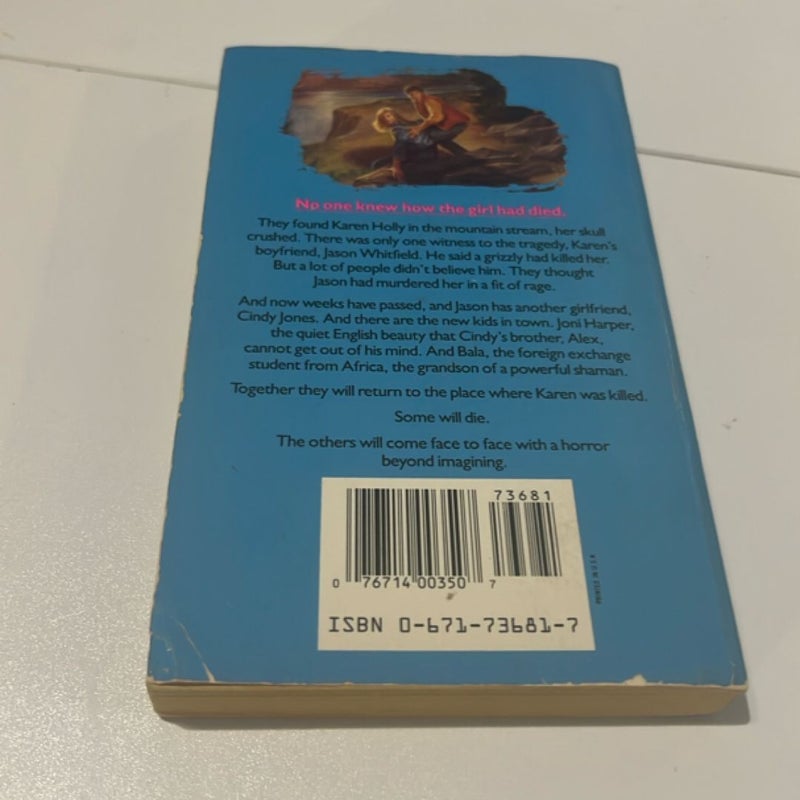 No one knew how the girl had died.
They found Karen Holly in the mountain stream, her skull
crushed. There was only one witness to the tragedy, Karen's
boyfriend, Jason Whitfield. He said a grizzly had killed her.
But a lot of people didn't believe him. They thought
Jason had murdered her in a fit of rage.
And now weeks have passed, and Jason has another girlfriend,
Cindy Jones. And there are the new kids in town. Joni Harper,
the quiet English beauty that Cindy's brother, Alex,
cannot get out of his mind. And Bala, the foreign exchange
student from Africa, the grandson of a powerful shaman.
Together they will return to the place where Karen was killed.
Some will die.
The others will come face to face with a horror
beyond imagining.
73681
0 76714 00350 7
ISBN 0-671-73681-7
PRINTED IN U.S.A.